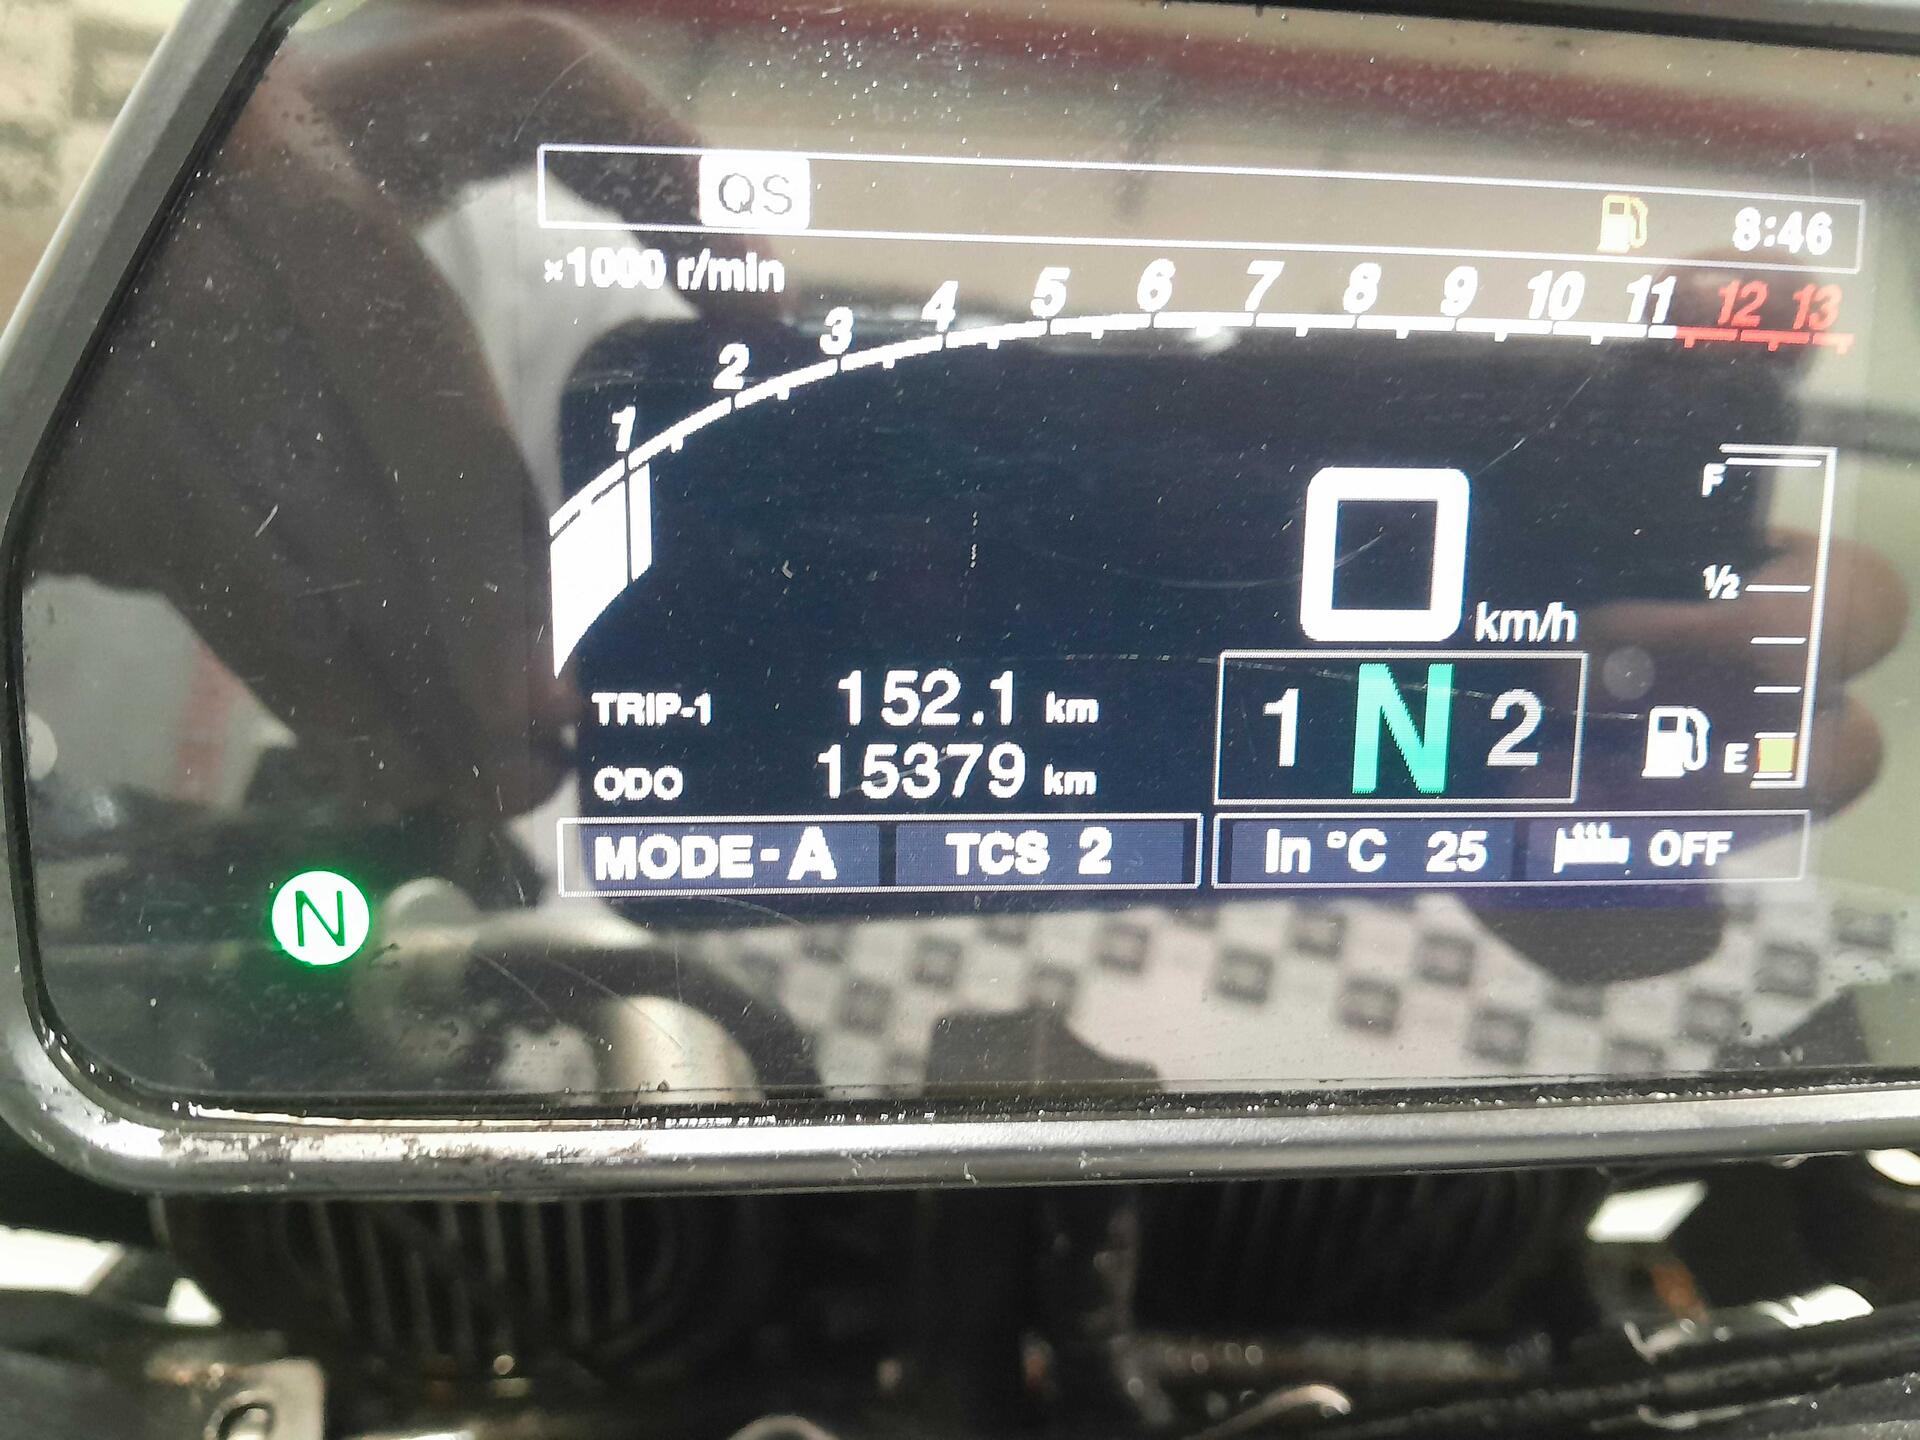 QS
8:46
×1000 r/min
1 2 3 4 5 6 7 8 9 10 11 12 13
F
1/2
E
0 km/h
TRIP-1 152.1 km
ODO 15379 km
1 N 2
MODE-A TCS 2 In °C 25 OFF
N